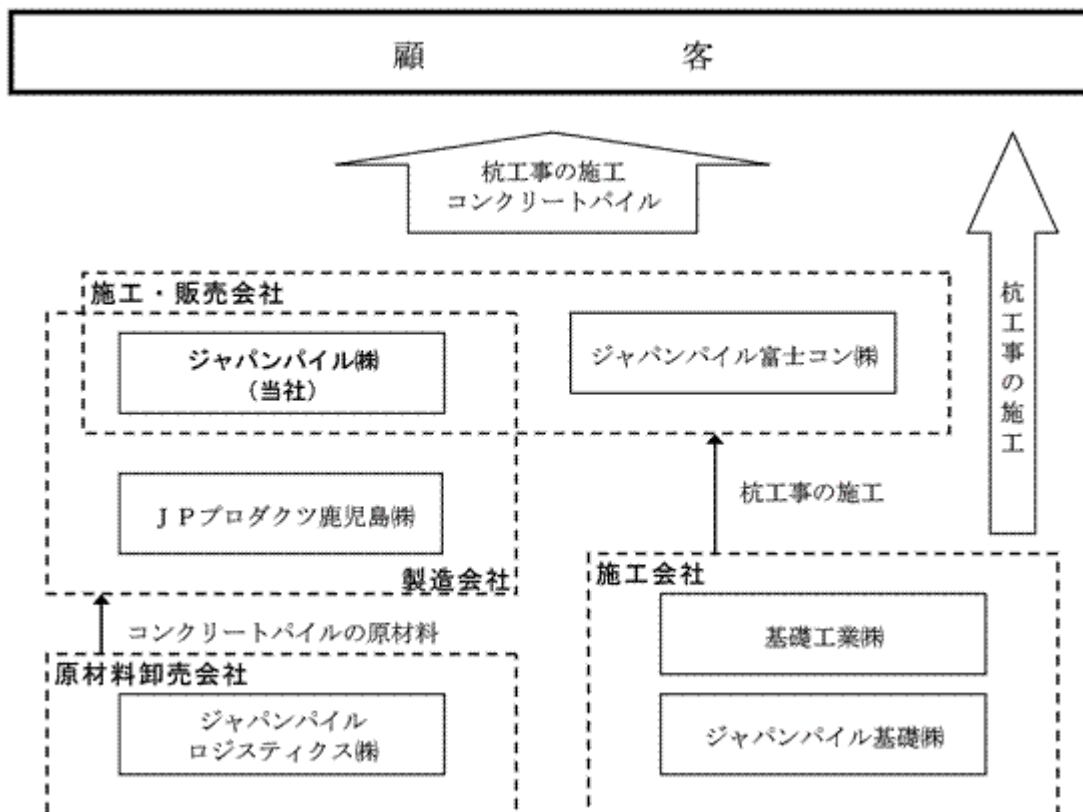 顧客
杭工事の施工
コンクリートパイル
杭工事の施工
施工・販売会社
ジャパンパイル㈱
（当社）
ジャパンパイル富士コン㈱
杭工事の施工
ＪＰプロダクツ鹿児島㈱
製造会社
施工会社
コンクリートパイルの原材料
基礎工業㈱
原材料卸売会社
ジャパンパイル
ロジスティクス㈱
ジャパンパイル基礎㈱